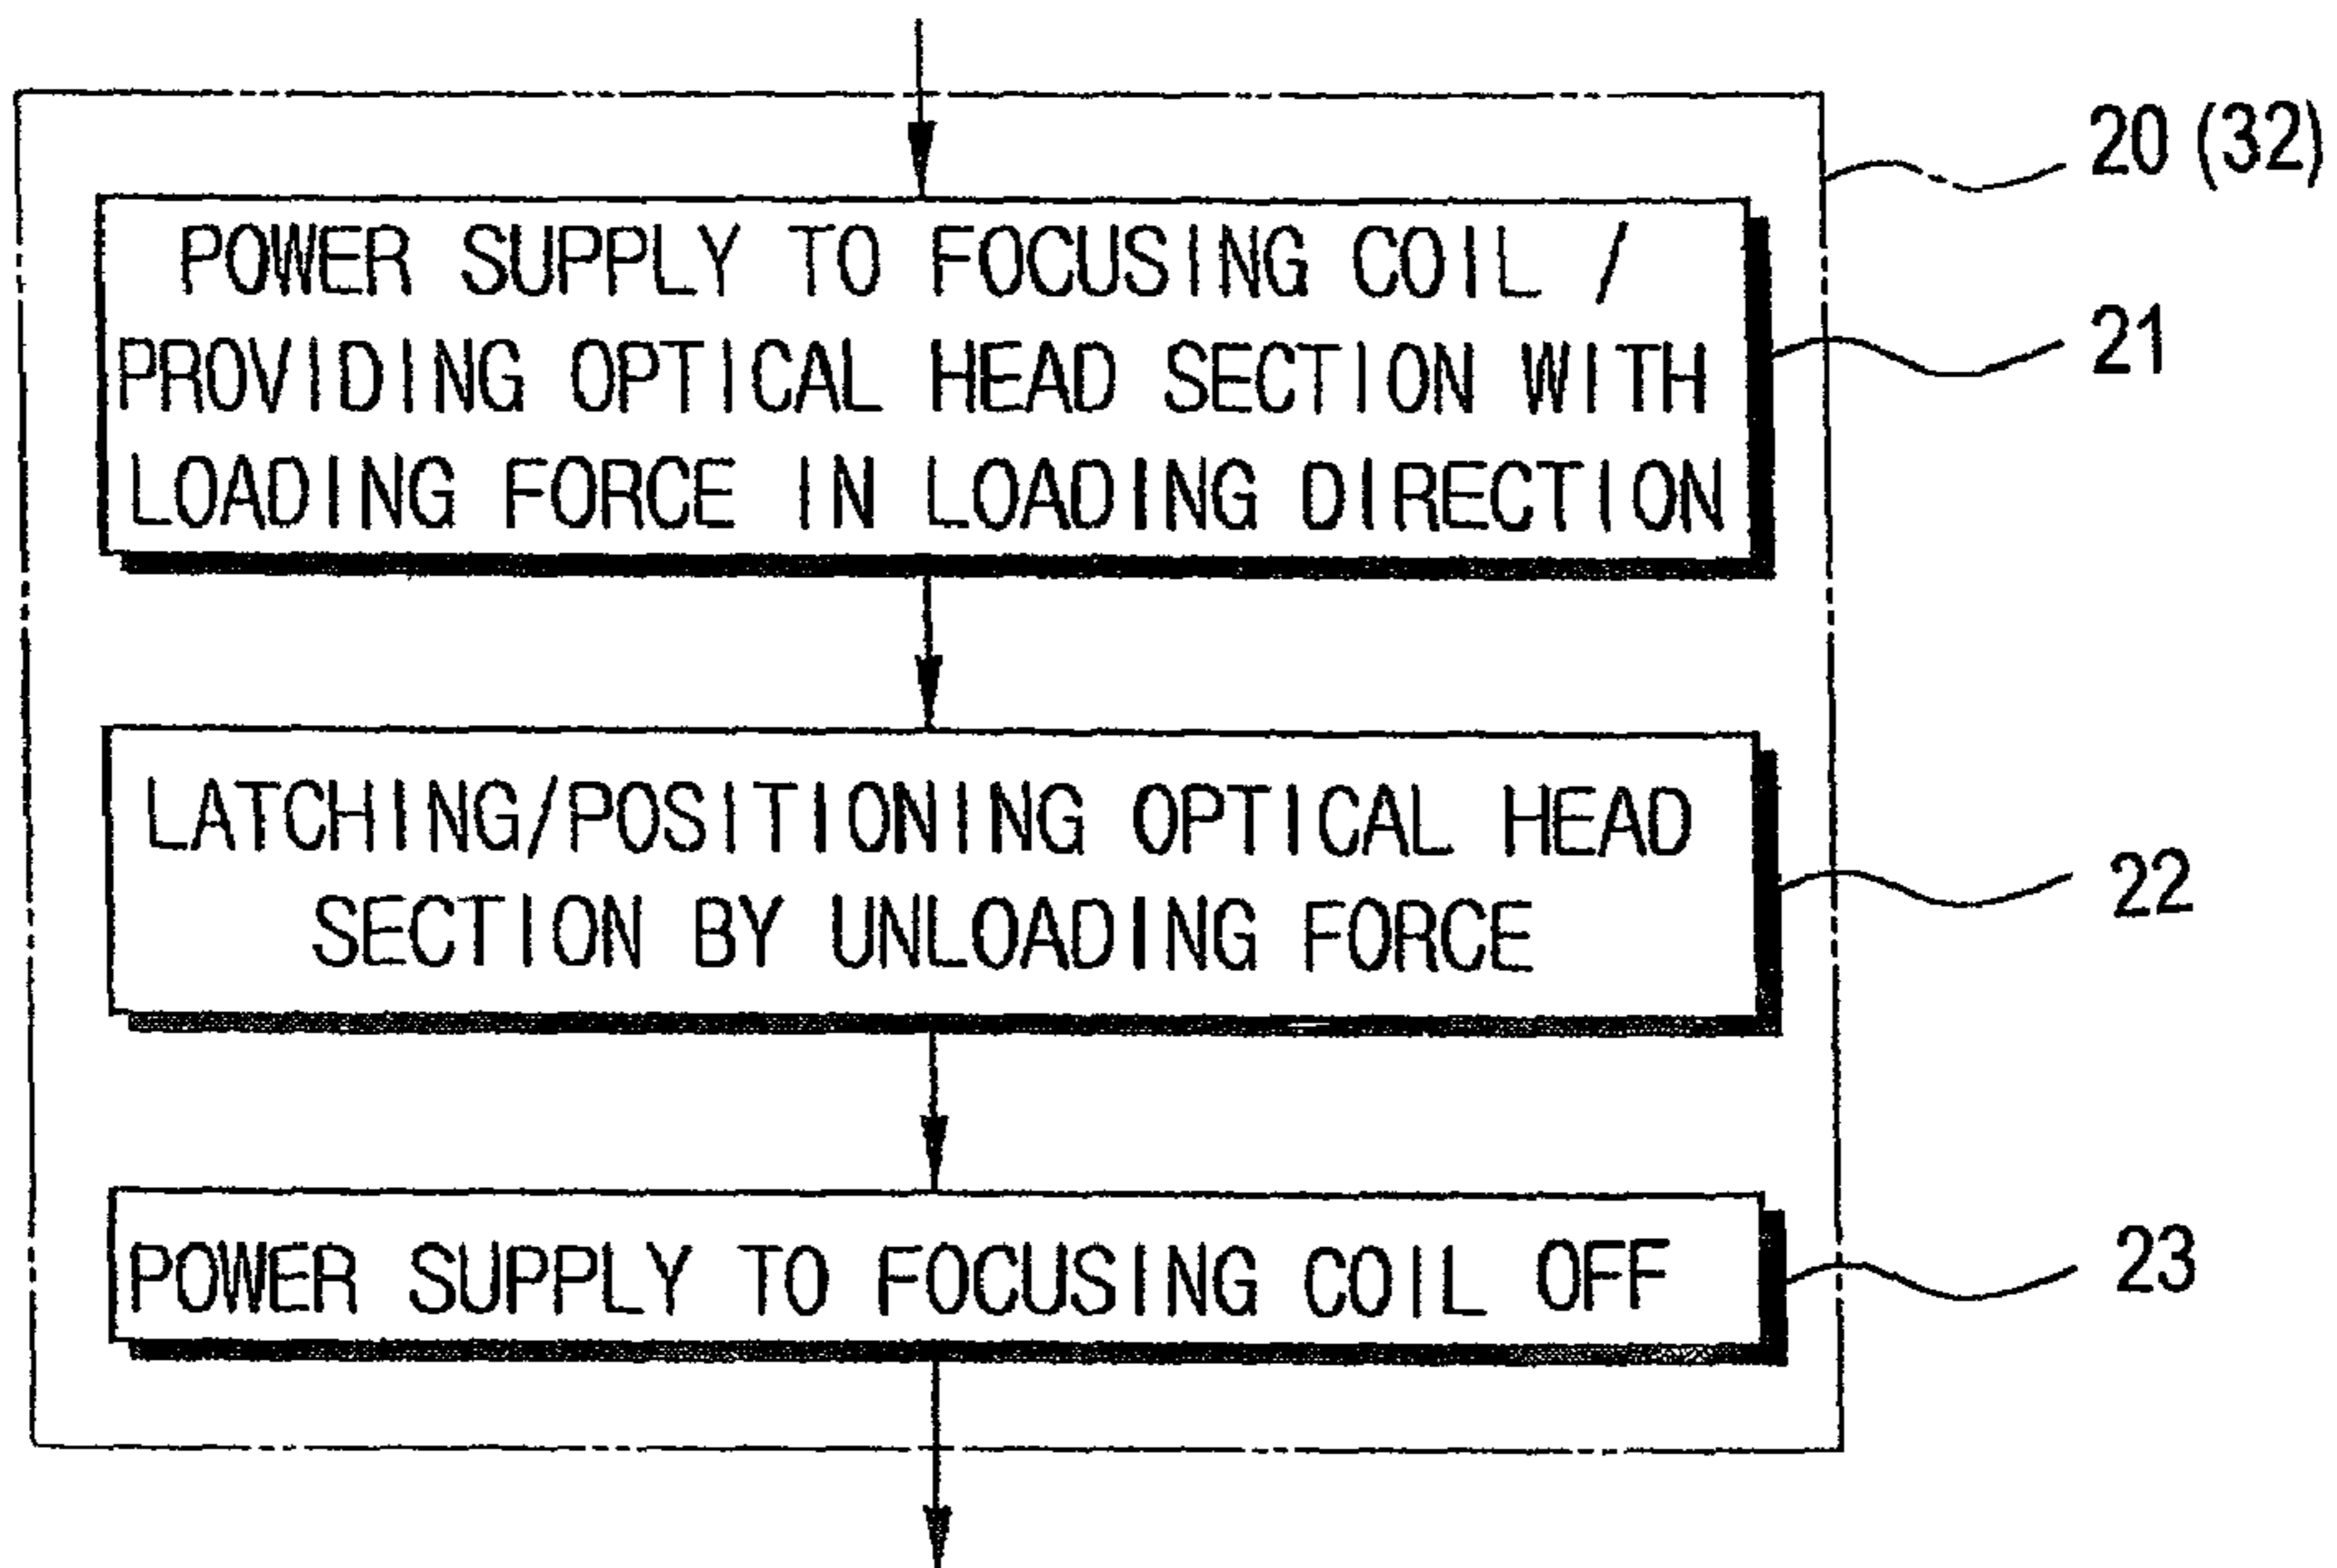 20 (32)
POWER SUPPLY TO FOCUSING COIL /
PROVIDING OPTICAL HEAD SECTION WITH
LOADING FORCE IN LOADING DIRECTION
21
LATCHING/POSITIONING OPTICAL HEAD
SECTION BY UNLOADING FORCE
22
POWER SUPPLY TO FOCUSING COIL OFF
23